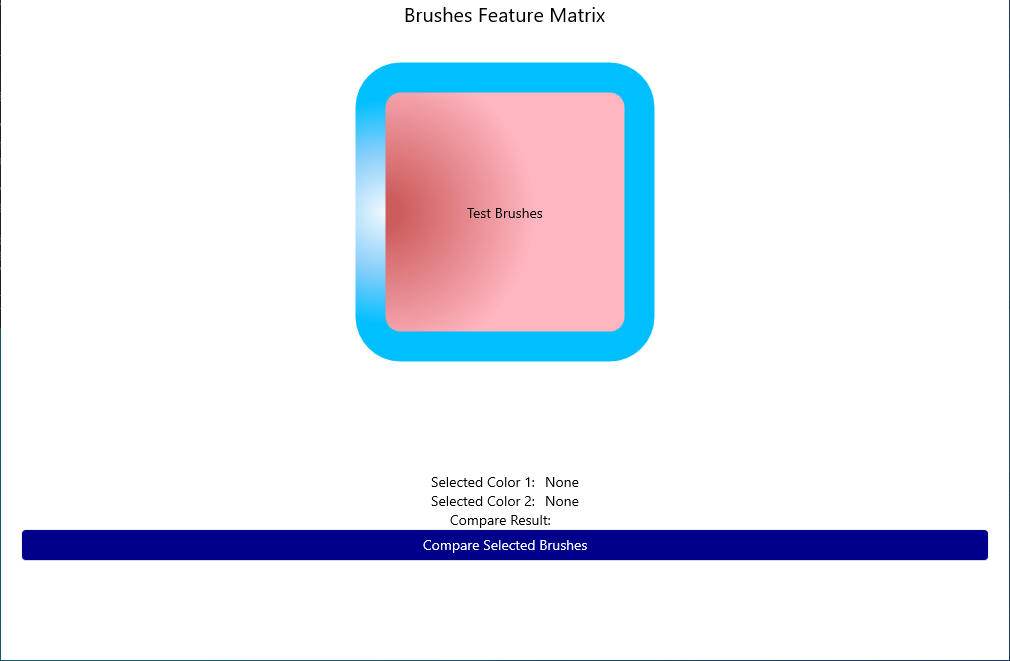 Brushes Feature Matrix
Test Brushes
Selected Color 1: None
Selected Color 2: None
Compare Result:
Compare Selected Brushes